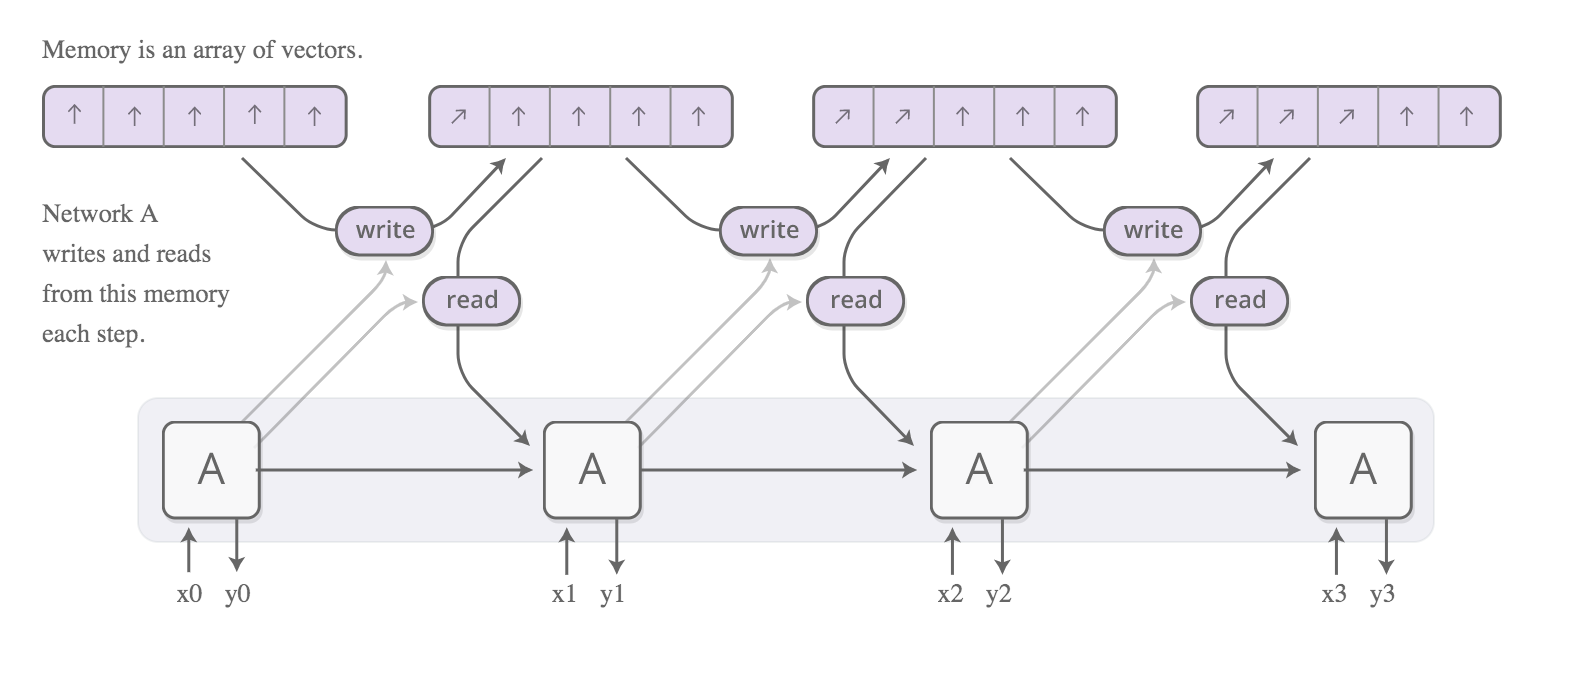 Memory is an array of vectors.
Network A
writes and reads
from this memory
each step.
write
write
write
read
read
read
A
A
A
A
x0 y0
x1 y1
x2 y2
x3 y3